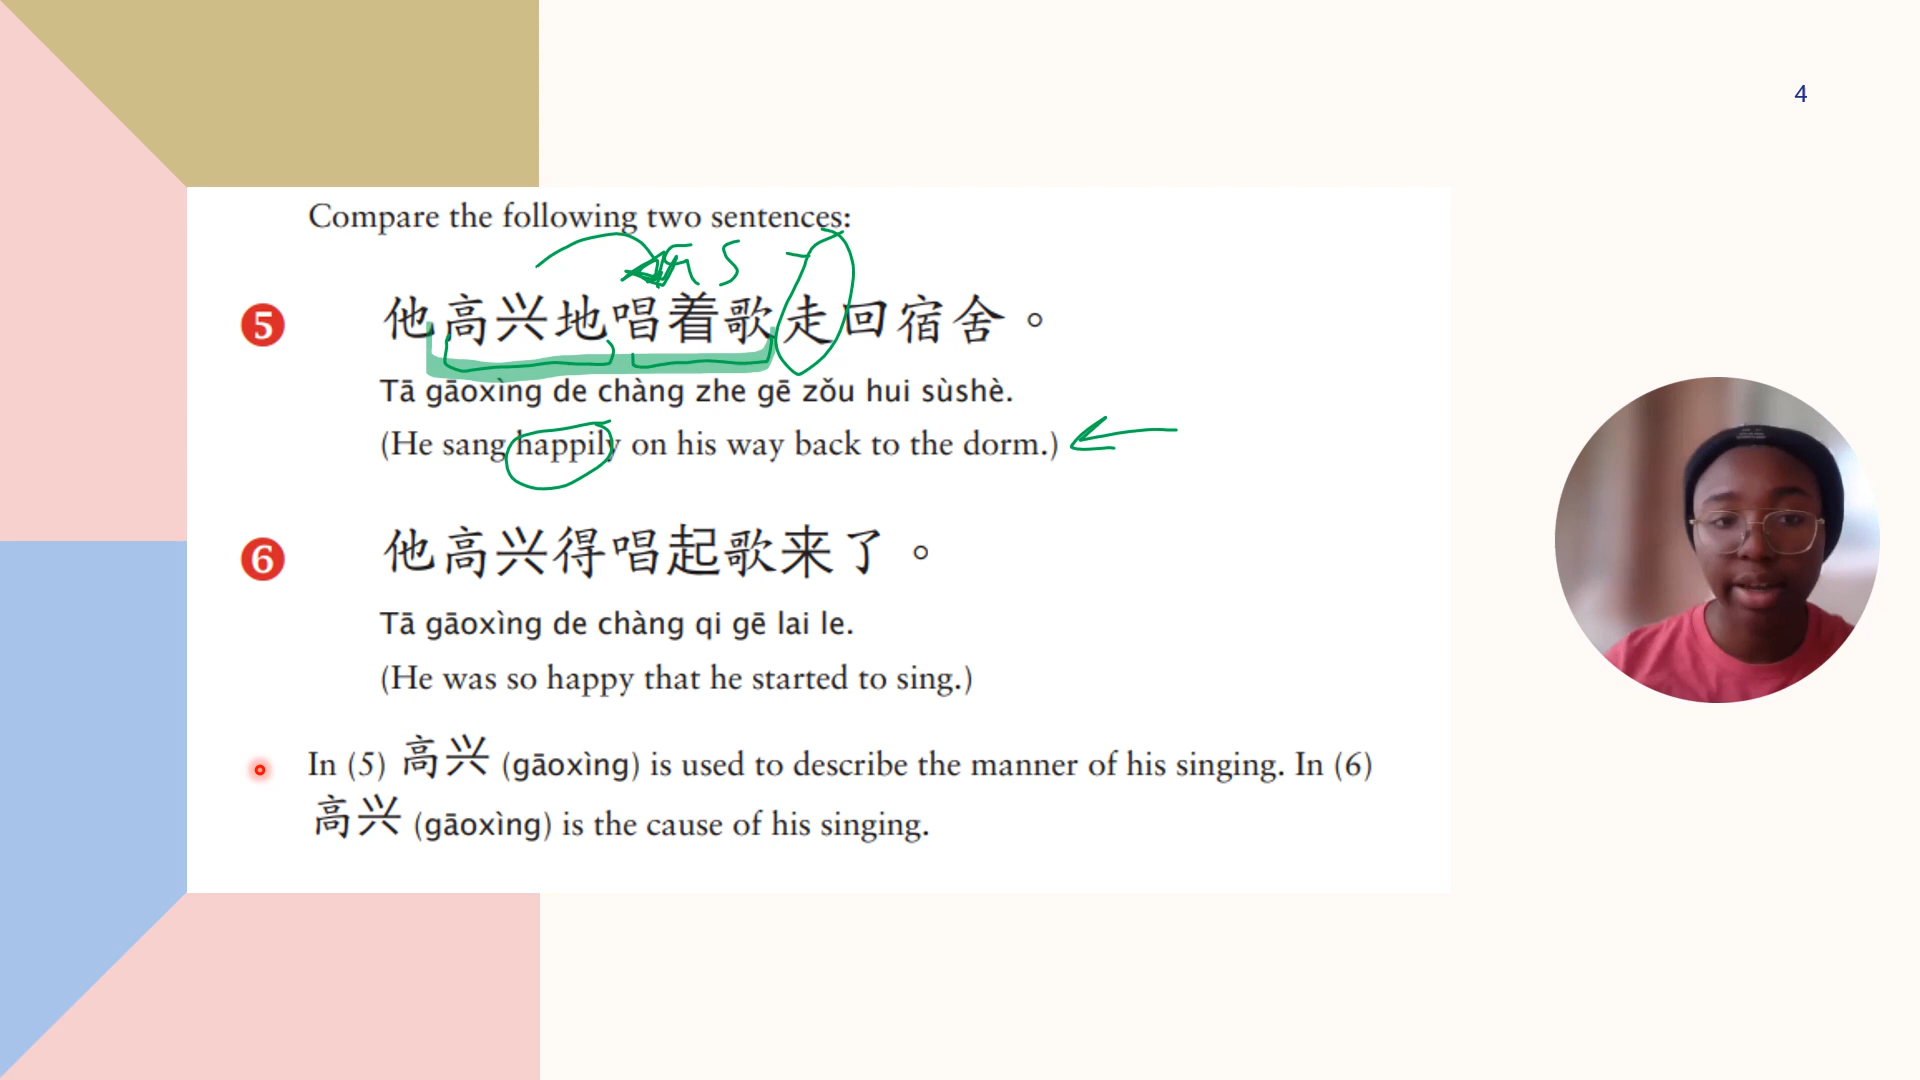 4
Compare the following two sentences:
5 他高兴地唱着歌走回宿舍。
Tā gāoxìng de chàng zhe gē zǒu hui sùshè.
(He sang happily on his way back to the dorm.)
6 他高兴得唱起歌来了。
Tā gāoxìng de chàng qi gē lai le.
(He was so happy that he started to sing.)
In (5) 高兴 (gāoxìng) is used to describe the manner of his singing. In (6)
高兴 (gāoxìng) is the cause of his singing.